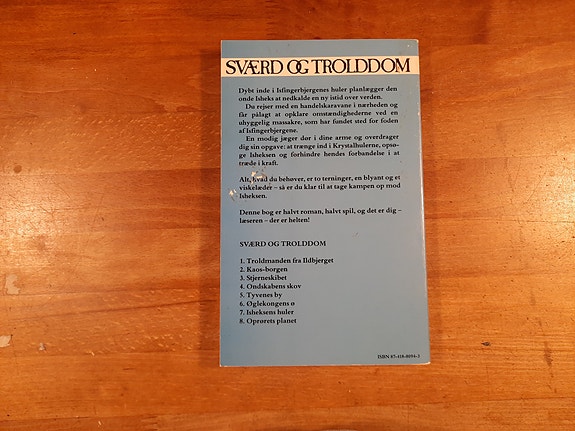 SVÆRD OG TROLDDOM
Dybt inde i Isfingerbjergenes huler planlægger den
onde Isheks at nedkalde en ny istid over verden.
Du rejser med en handelskaravane i nærheden og
får pålagt at opklare omstændighederne ved en
uhyggelig massakre, som har fundet sted for foden
af Isfingerbjergene.
En modig jæger dør i dine arme og overdrager
dig sin opgave: at trænge ind i Krystalhulerne, opsø-
ge Isheksen og forhindre hendes forbandelse i at
træde i kraft.
Alt, hvad du behøver, er to terninger, en blyant og et
viskelæder – så er du klar til at tage kampen op mod
Isheksen.
Denne bog er halvt roman, halvt spil, og det er dig –
læseren – der er helten!
SVÆRD OG TROLDDOM
1. Troldmanden fra Ildbjerget
2. Kaos-borgen
3. Stjerneskibet
4. Ondskabens skov
5. Tyvenes by
6. Øglekongens ø
7. Isheksens huler
8. Oprørets planet
ISBN 87-418-8094-3